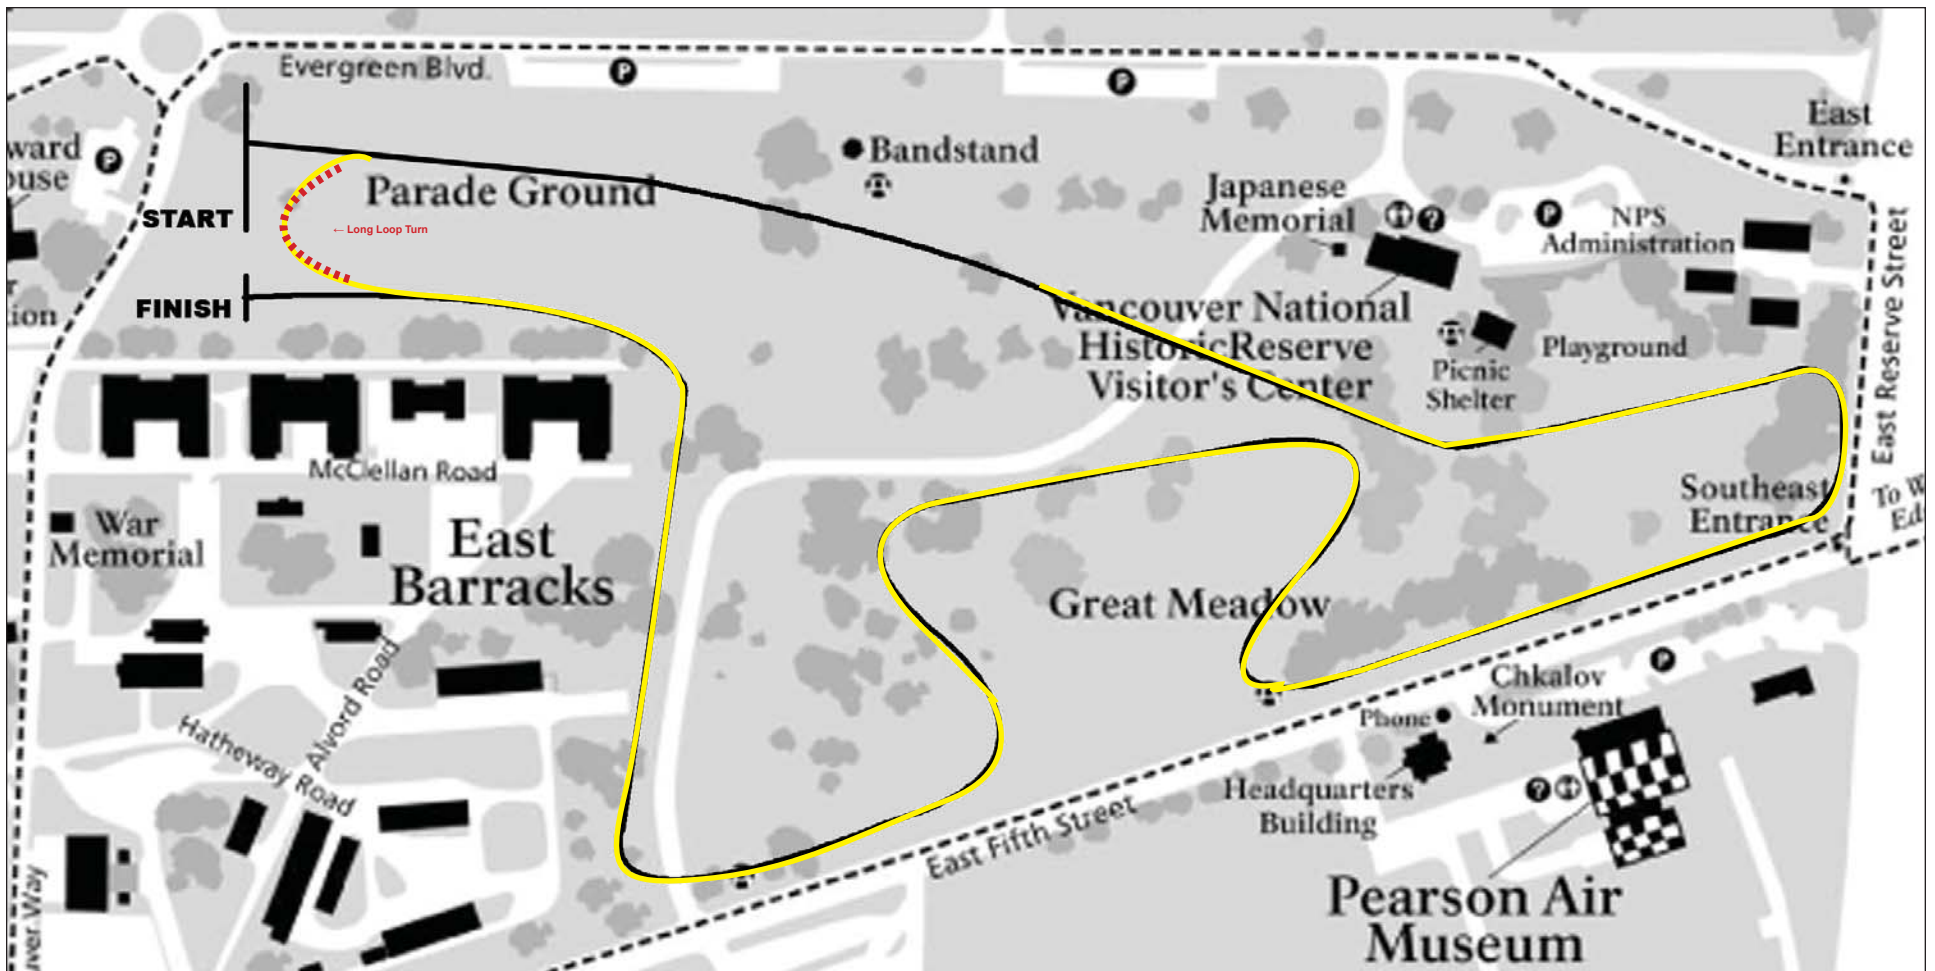 Evergreen Blvd.
P
P
East
Entrance
ward
P
Bandstand
Japanese
Memorial
?
P
NPS
Administration
START
Parade Ground
← Long Loop Turn
East Reserve Street
FINISH
Vancouver National
Historic Reserve
Visitor's Center
Picnic
Shelter
Playground
McClellan Road
Southeast
Entrance
To W
War
Memorial
East
Barracks
Great Meadow
Alvord Road
Hatheway Road
Chkalov
Monument
P
Phone
Headquarters
Building
?
East Fifth Street
Pearson Air
Museum